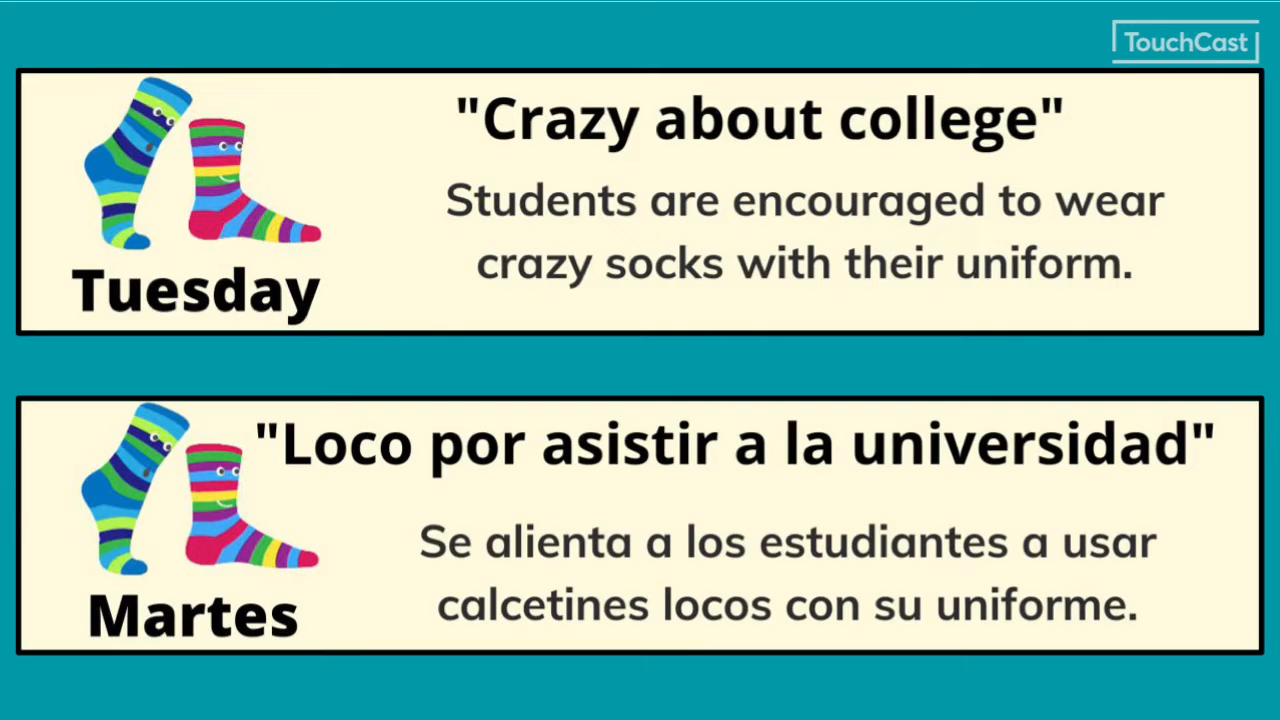 TouchCast
"Crazy about college"
Students are encouraged to wear
crazy socks with their uniform.
Tuesday
"Loco por asistir a la universidad"
Se alienta a los estudiantes a usar
calcetines locos con su uniforme.
Martes